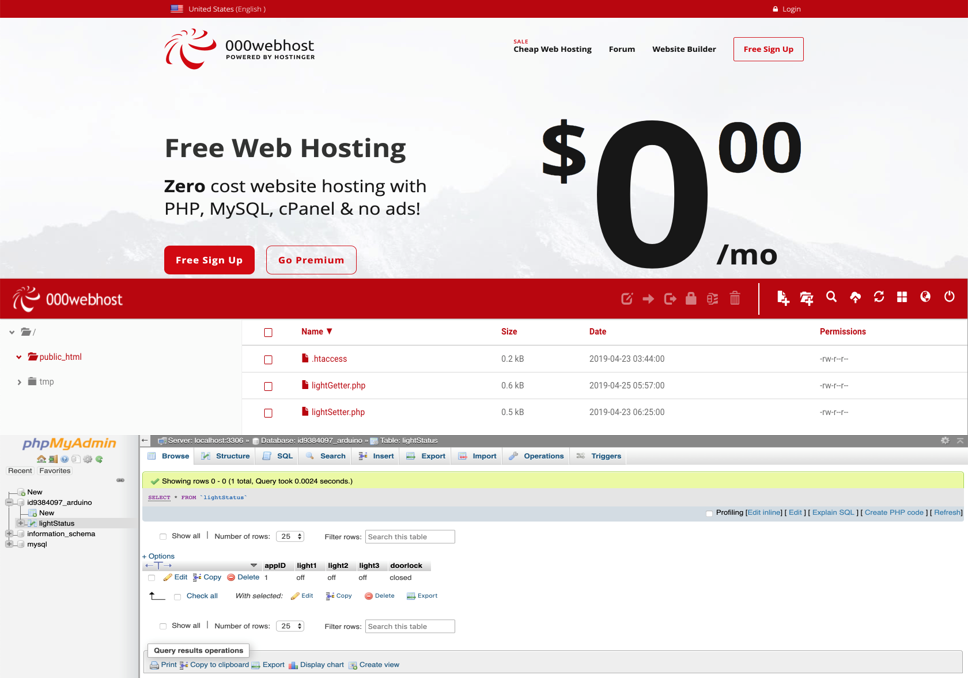 United States (English )
Login
000webhost
POWERED BY HOSTINGER
SALE
Cheap Web Hosting
Forum
Website Builder
Free Sign Up
Free Web Hosting
Zero cost website hosting with
PHP, MySQL, cPanel & no ads!
$0.00
/mo
Free Sign Up
Go Premium
000webhost
/
public_html
tmp
Name Size Date Permissions
.htaccess 0.2 kB 2019-04-23 03:44:00 -rw-r--r--
lightGetter.php 0.6 kB 2019-04-25 05:57:00 -rw-r--r--
lightSetter.php 0.5 kB 2019-04-23 06:25:00 -rw-r--r--
phpMyAdmin
Recent Favorites
New
id9384097_arduino
New
lightStatus
information_schema
mysql
Server: localhost:3306 » Database: id9384097_arduino » Table: lightStatus
Browse Structure SQL Search Insert Export Import Operations Triggers
Showing rows 0 - 0 (1 total, Query took 0.0024 seconds.)
SELECT * FROM `lightStatus`
Profiling [Edit inline] [ Edit ] [ Explain SQL ] [ Create PHP code ] [ Refresh]
Show all | Number of rows: 25 Filter rows: Search this table
+ Options
appID light1 light2 light3 doorlock
Edit Copy Delete 1 off off off closed
Check all With selected: Edit Copy Delete Export
Show all | Number of rows: 25 Filter rows: Search this table
Query results operations
Print Copy to clipboard Export Display chart Create view